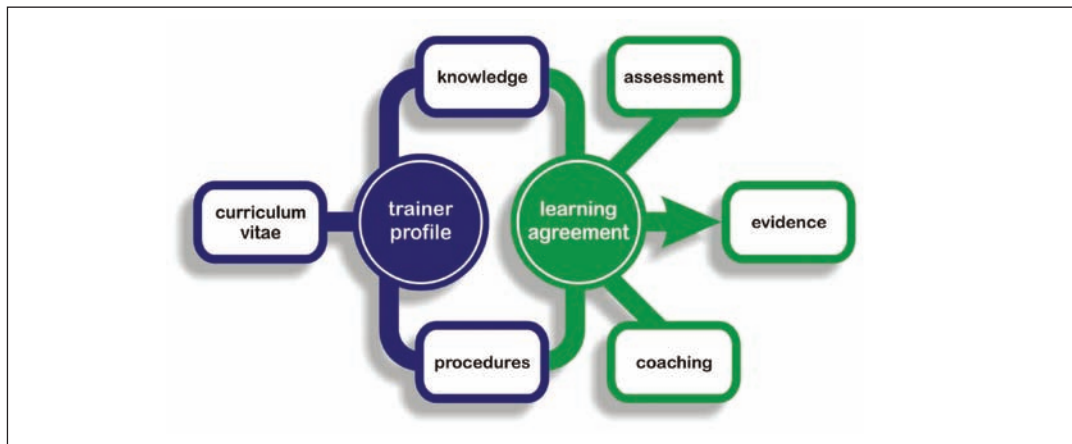 knowledge
assessment
curriculum
vitae
trainer
profile
learning
agreement
evidence
procedures
coaching